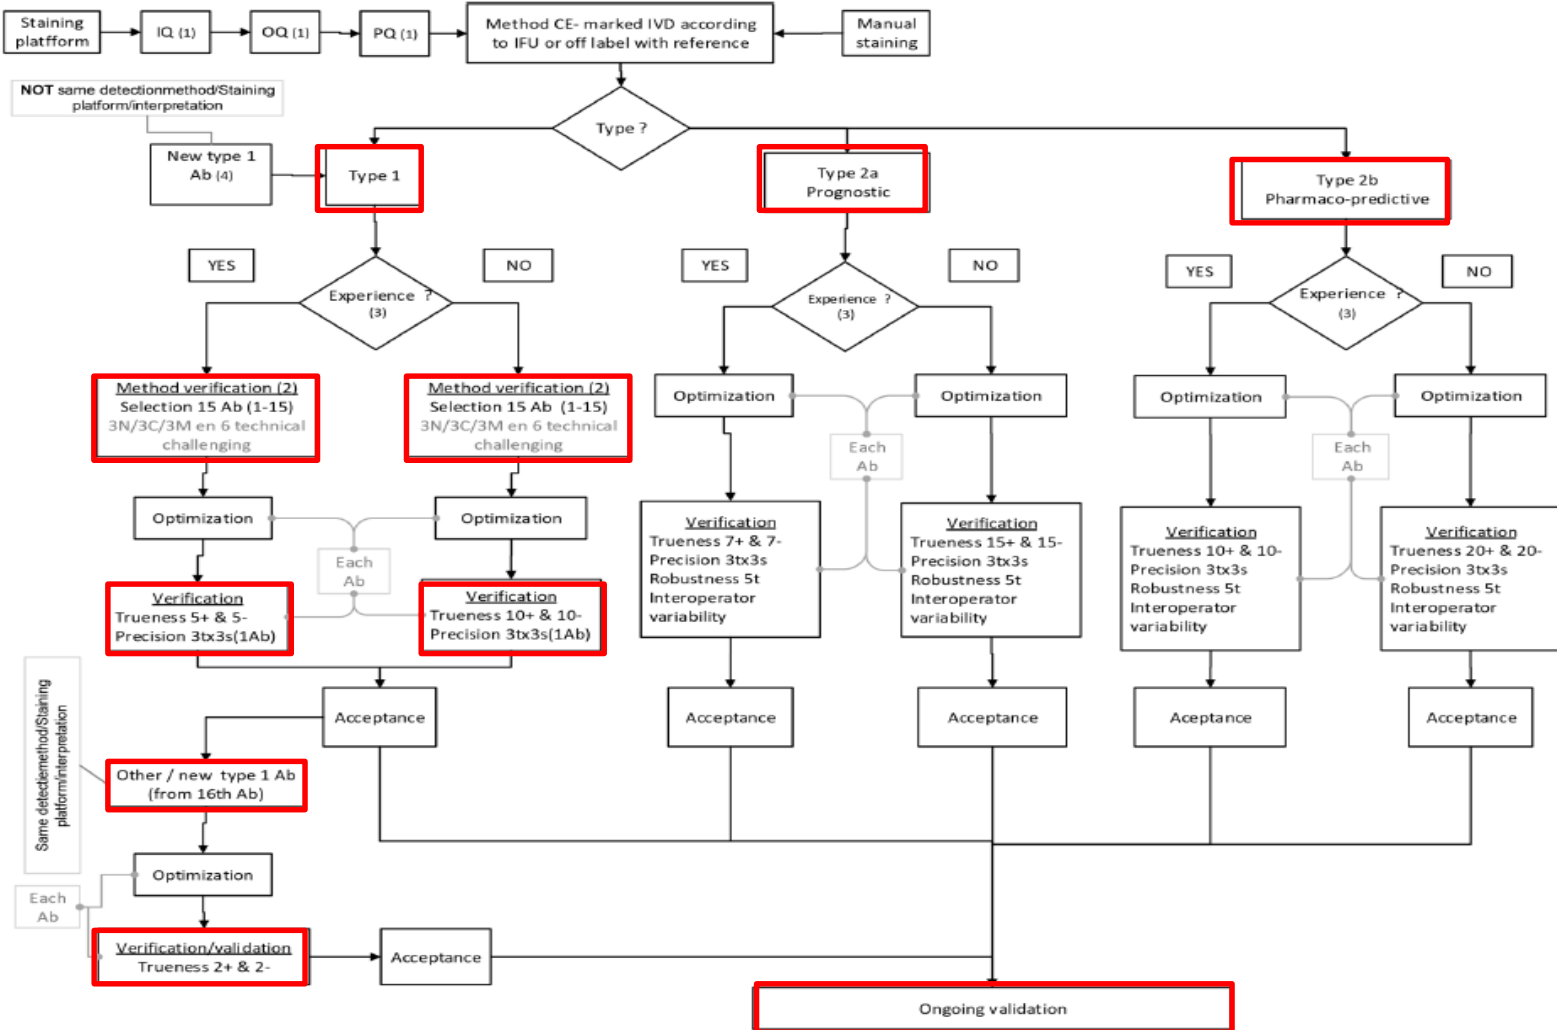 Staining
platfform
IQ (1)
OQ (1)
PQ (1)
Method CE- marked IVD according
to IFU or off label with reference
Manual
staining
NOT same detectionmethod/Staining
platform/interpretation
Type ?
New type 1
Ab (4)
Type 1
Type 2a
Prognostic
Type 2b
Pharmaco-predictive
YES
NO
YES
NO
YES
NO
Experience ?
(3)
Experience ?
(3)
Experience ?
(3)
Method verification (2)
Selection 15 Ab (1-15)
3N/3C/3M en 6 technical
challenging
Method verification (2)
Selection 15 Ab (1-15)
3N/3C/3M en 6 technical
challenging
Optimization
Optimization
Optimization
Optimization
Each
Ab
Each
Ab
Optimization
Optimization
Each
Ab
Verification
Trueness 5+ & 5-
Precision 3tx3s(1Ab)
Verification
Trueness 10+ & 10-
Precision 3tx3s(1Ab)
Verification
Trueness 7+ & 7-
Precision 3tx3s
Robustness 5t
Interoperator
variability
Verification
Trueness 15+ & 15-
Precision 3tx3s
Robustness 5t
Interoperator
variability
Verification
Trueness 10+ & 10-
Precision 3tx3s
Robustness 5t
Interoperator
variability
Verification
Trueness 20+ & 20-
Precision 3tx3s
Robustness 5t
Interoperator
variability
Same detectiemethod/Staining
platform/interpretation
Acceptance
Acceptance
Acceptance
Aceptance
Acceptance
Other / new type 1 Ab
(from 16th Ab)
Optimization
Each
Ab
Verification/validation
Trueness 2+ & 2-
Acceptance
Ongoing validation